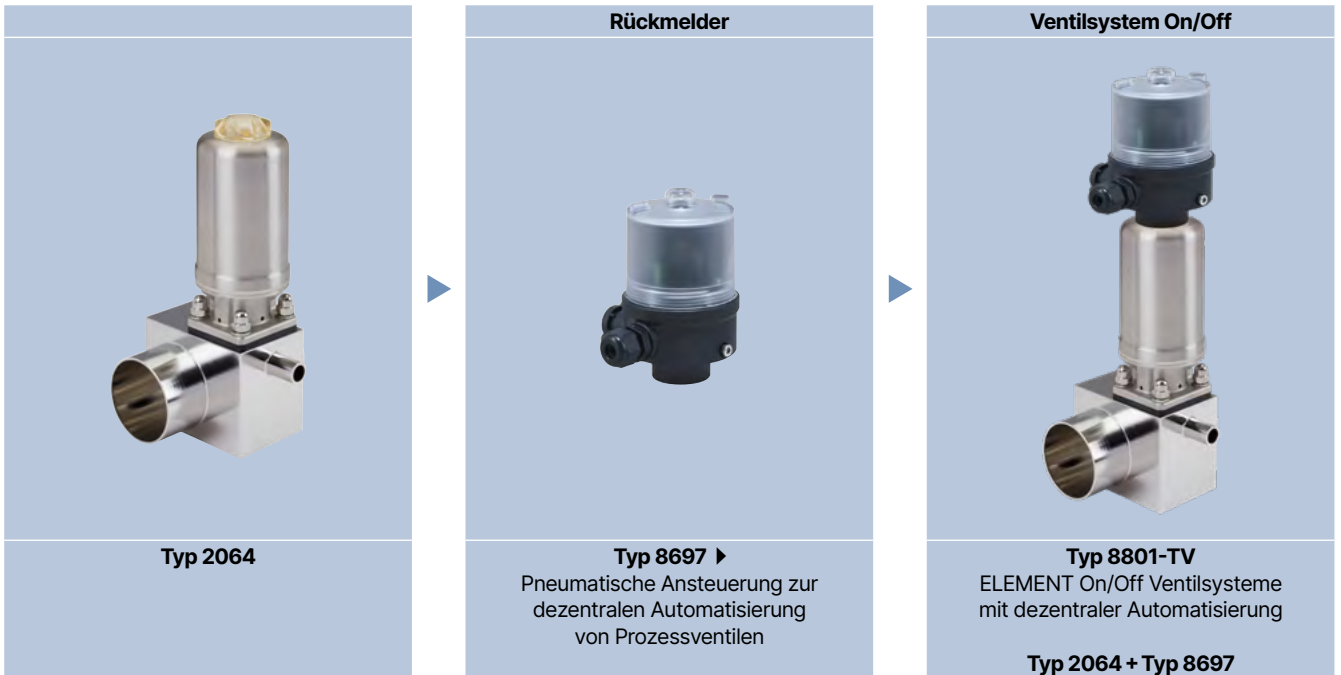 Rückmelder
Ventilsystem On/Off
Typ 2064
Typ 8697
Pneumatische Ansteuerung zur
dezentralen Automatisierung
von Prozessventilen
Typ 8801-TV
ELEMENT On/Off Ventilsysteme
mit dezentraler Automatisierung
Typ 2064 + Typ 8697